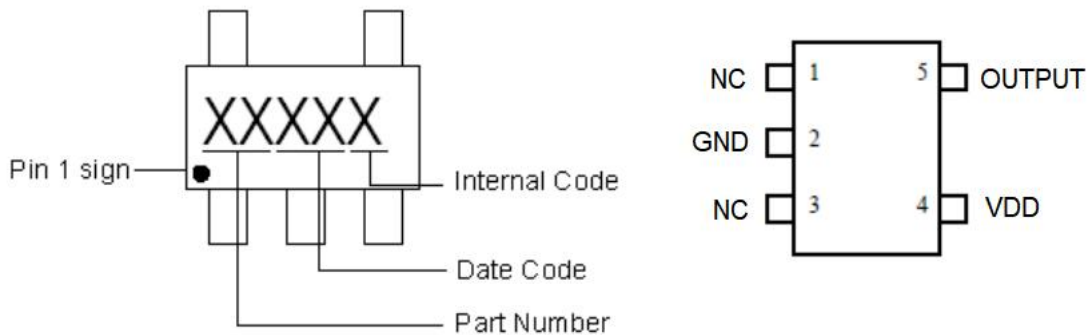 XXXXX
Pin 1 sign
Internal Code
Date Code
Part Number
NC 1 5 OUTPUT
GND 2
NC 3 4 VDD